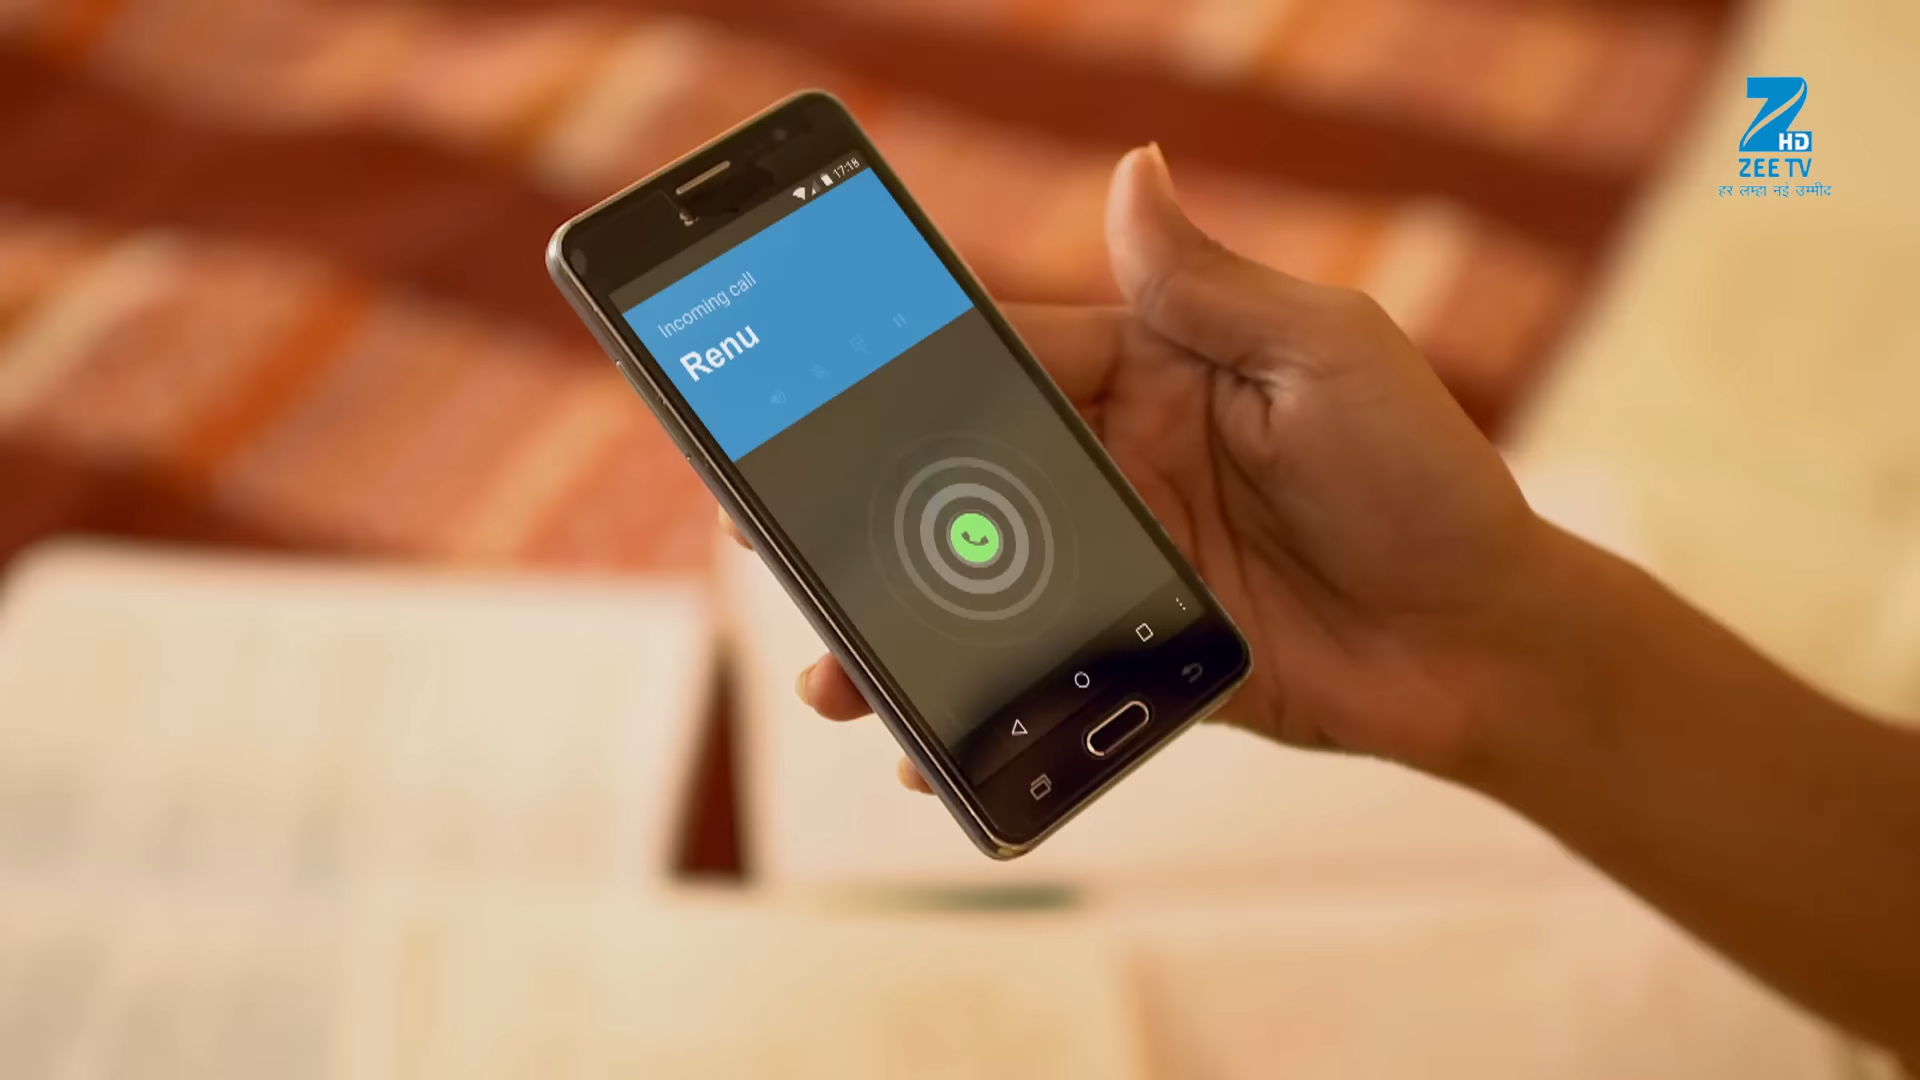 17:18
Incoming call
Renu
HD
ZEE TV
हर लम्हा नई उम्मीद